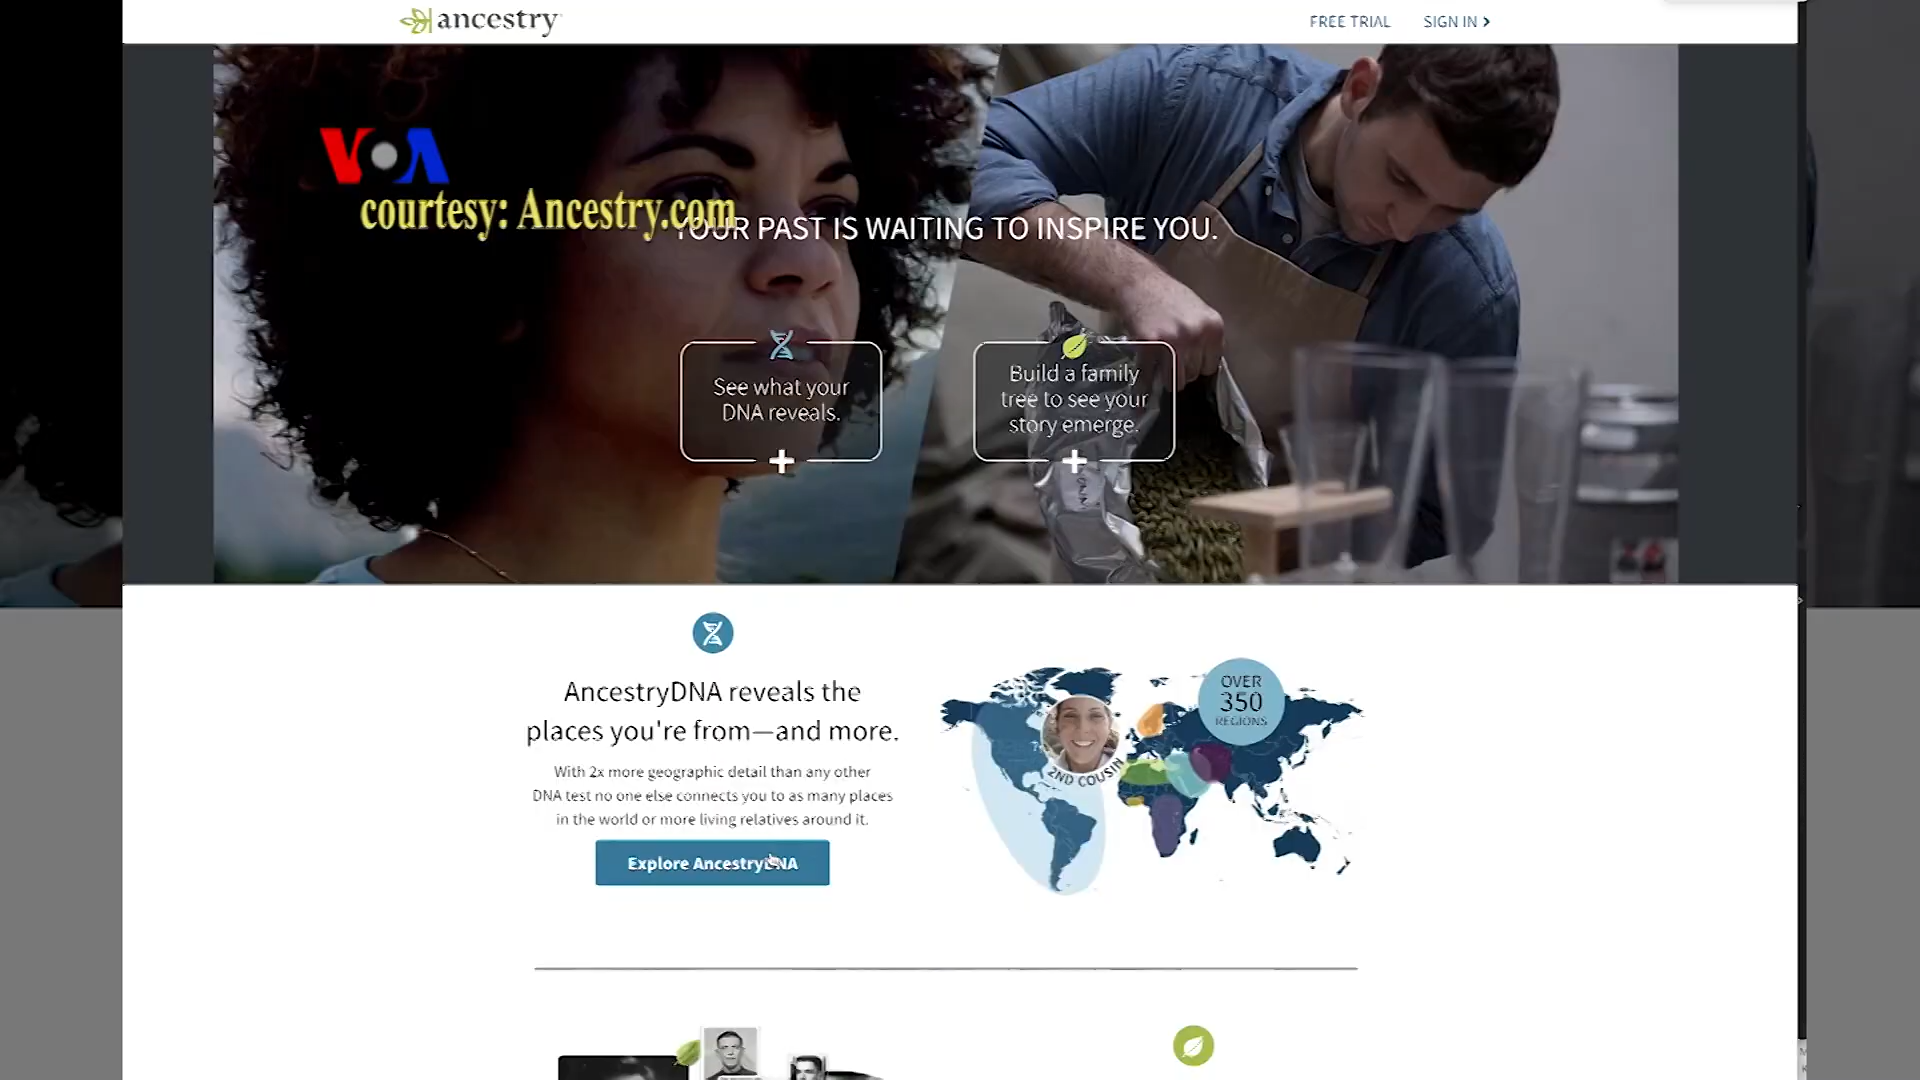 ancestry
FREE TRIAL
SIGN IN
VOA
courtesy: Ancestry.com
YOUR PAST IS WAITING TO INSPIRE YOU.
See what your
DNA reveals.
Build a family
tree to see your
story emerge.
AncestryDNA reveals the
places you're from—and more.
With 2x more geographic detail than any other
DNA test no one else connects you to as many places
in the world or more living relatives around it.
Explore AncestryDNA
OVER
350
REGIONS
2ND COUSIN